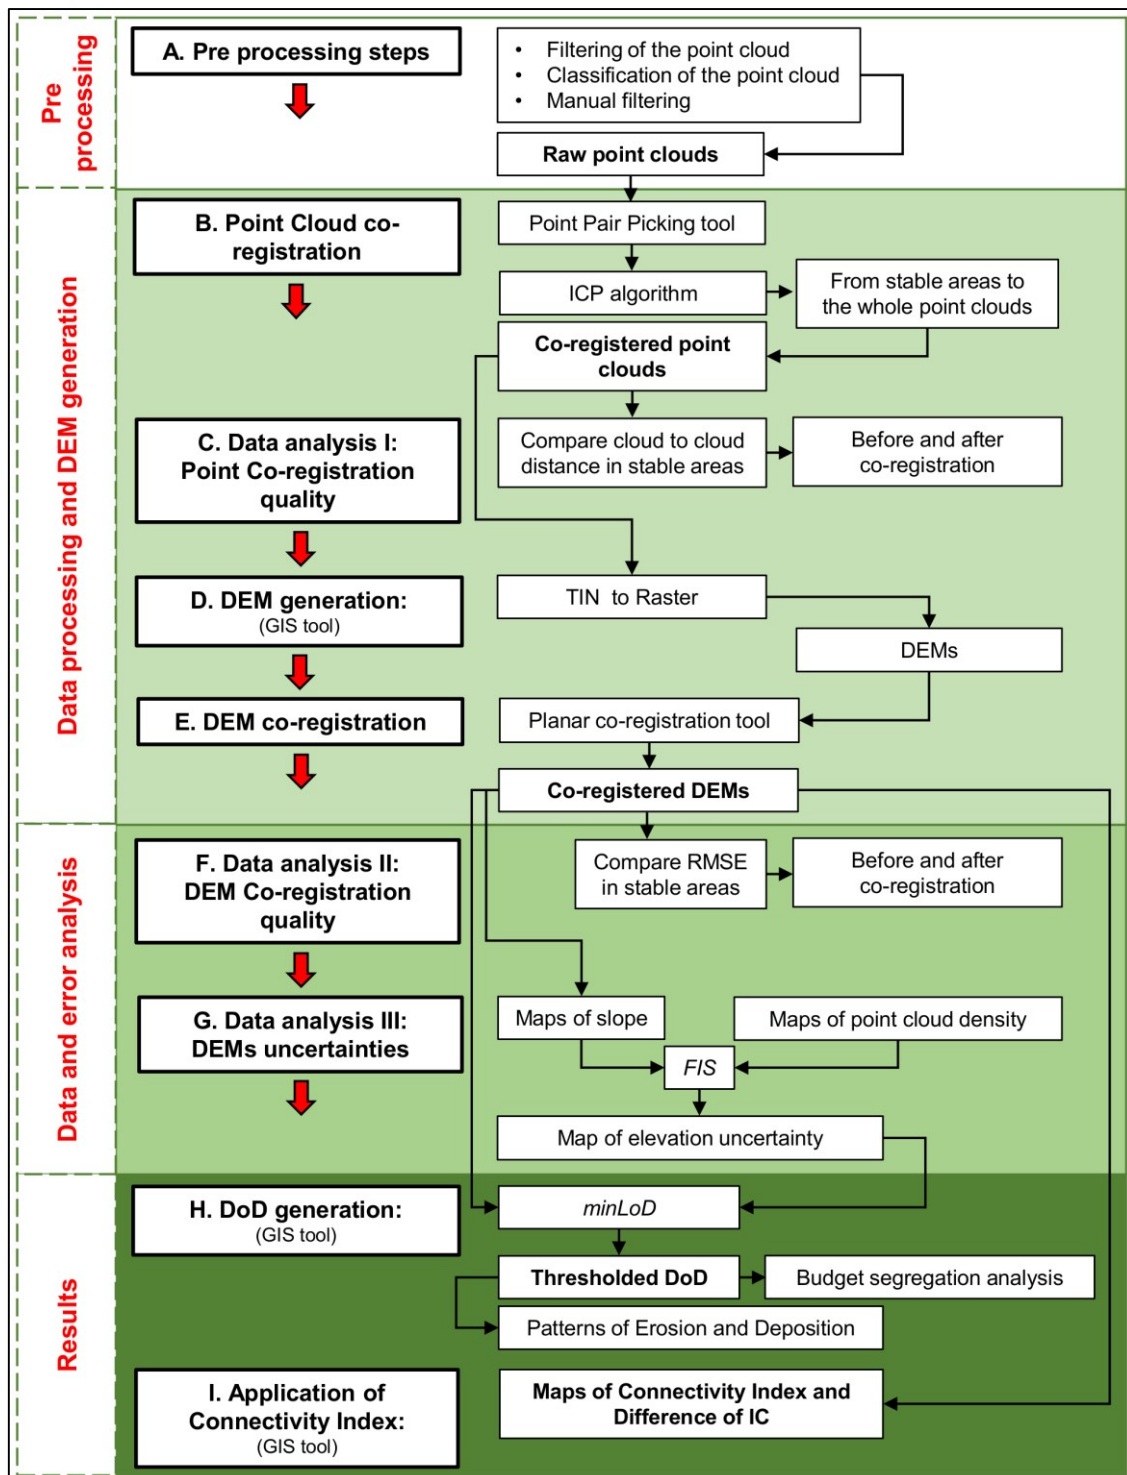 Pre
processing
A. Pre processing steps
• Filtering of the point cloud
• Classification of the point cloud
• Manual filtering
Raw point clouds
Data processing and DEM generation
B. Point Cloud co-
registration
Point Pair Picking tool
ICP algorithm
From stable areas to
the whole point clouds
Co-registered point
clouds
C. Data analysis I:
Point Co-registration
quality
Compare cloud to cloud
distance in stable areas
Before and after
co-registration
D. DEM generation:
(GIS tool)
TIN to Raster
DEMs
E. DEM co-registration
Planar co-registration tool
Co-registered DEMs
Data and error analysis
F. Data analysis II:
DEM Co-registration
quality
Compare RMSE
in stable areas
Before and after
co-registration
G. Data analysis III:
DEMs uncertainties
Maps of slope
Maps of point cloud density
FIS
Map of elevation uncertainty
Results
H. DoD generation:
(GIS tool)
minLoD
Thresholded DoD
Budget segregation analysis
Patterns of Erosion and Deposition
I. Application of
Connectivity Index:
(GIS tool)
Maps of Connectivity Index and
Difference of IC